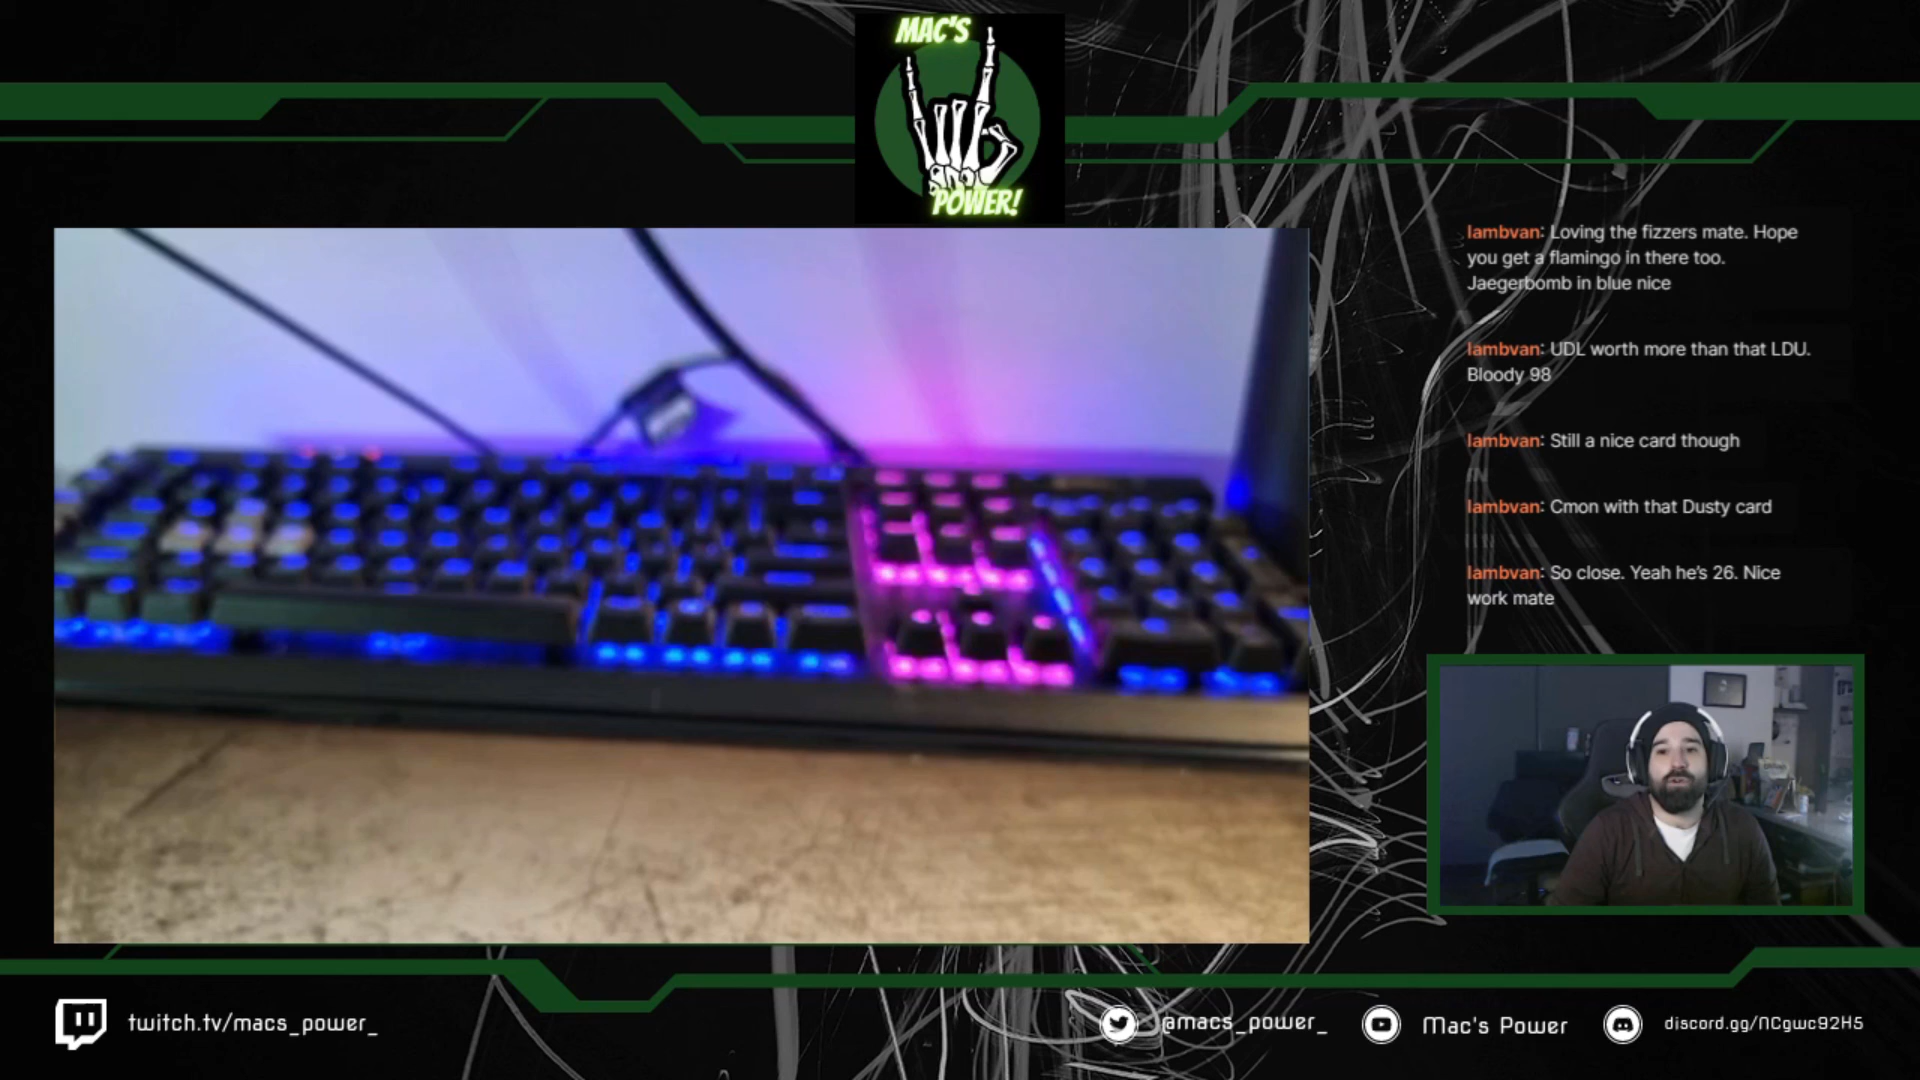 MAC'S
POWER!
lambvan: Loving the fizzers mate. Hope
you get a flamingo in there too.
Jaegerbomb in blue nice
lambvan: UDL worth more than that LDU.
Bloody 98
lambvan: Still a nice card though
lambvan: Cmon with that Dusty card
lambvan: So close. Yeah he's 26. Nice
work mate
twitch.tv/macs_power_
@macs_power_
Mac's Power
discord.gg/NCgwc92H5